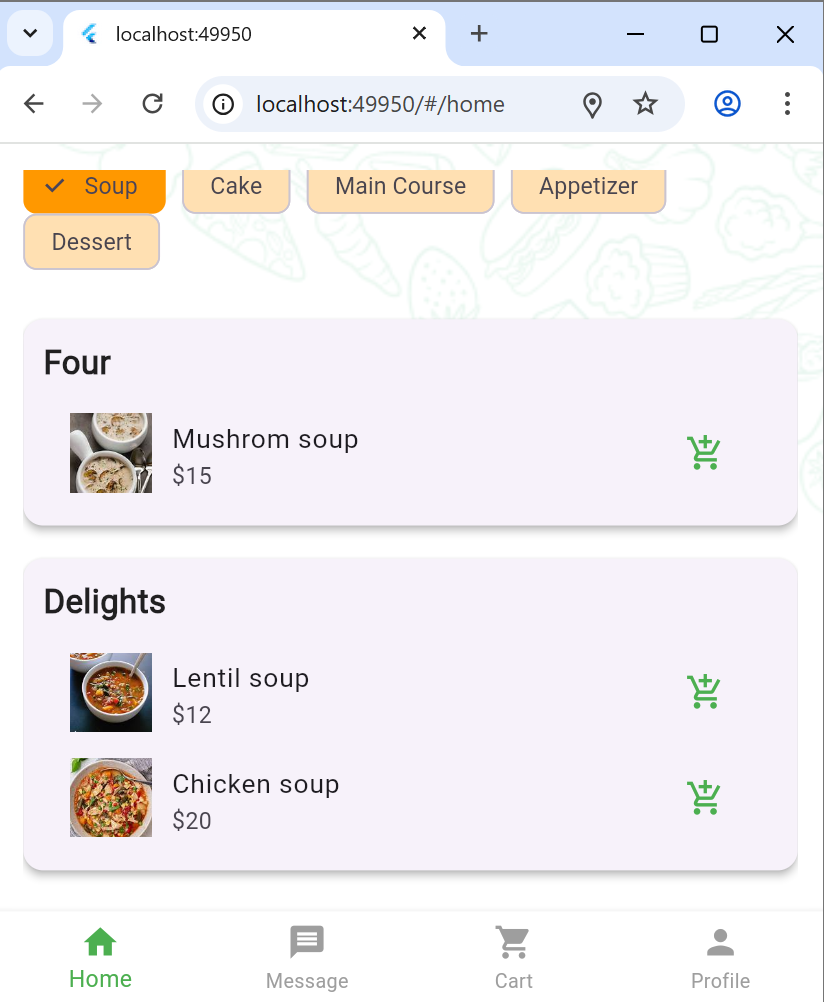 localhost:49950
localhost:49950/#/home
Soup
Cake
Main Course
Appetizer
Dessert
Four
Mushrom soup
$15
Delights
Lentil soup
$12
Chicken soup
$20
Home
Message
Cart
Profile